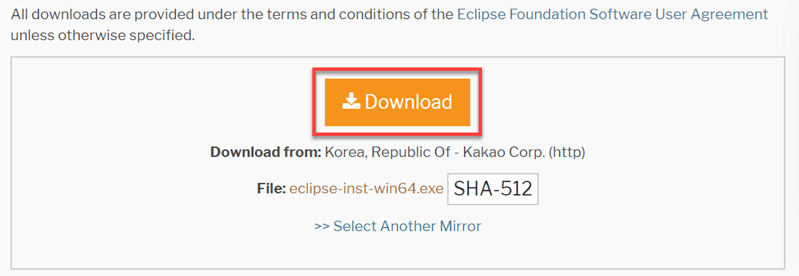 All downloads are provided under the terms and conditions of the Eclipse Foundation Software User Agreement
unless otherwise specified.
Download
Download from: Korea, Republic Of - Kakao Corp. (http)
File: eclipse-inst-win64.exe SHA-512
>> Select Another Mirror